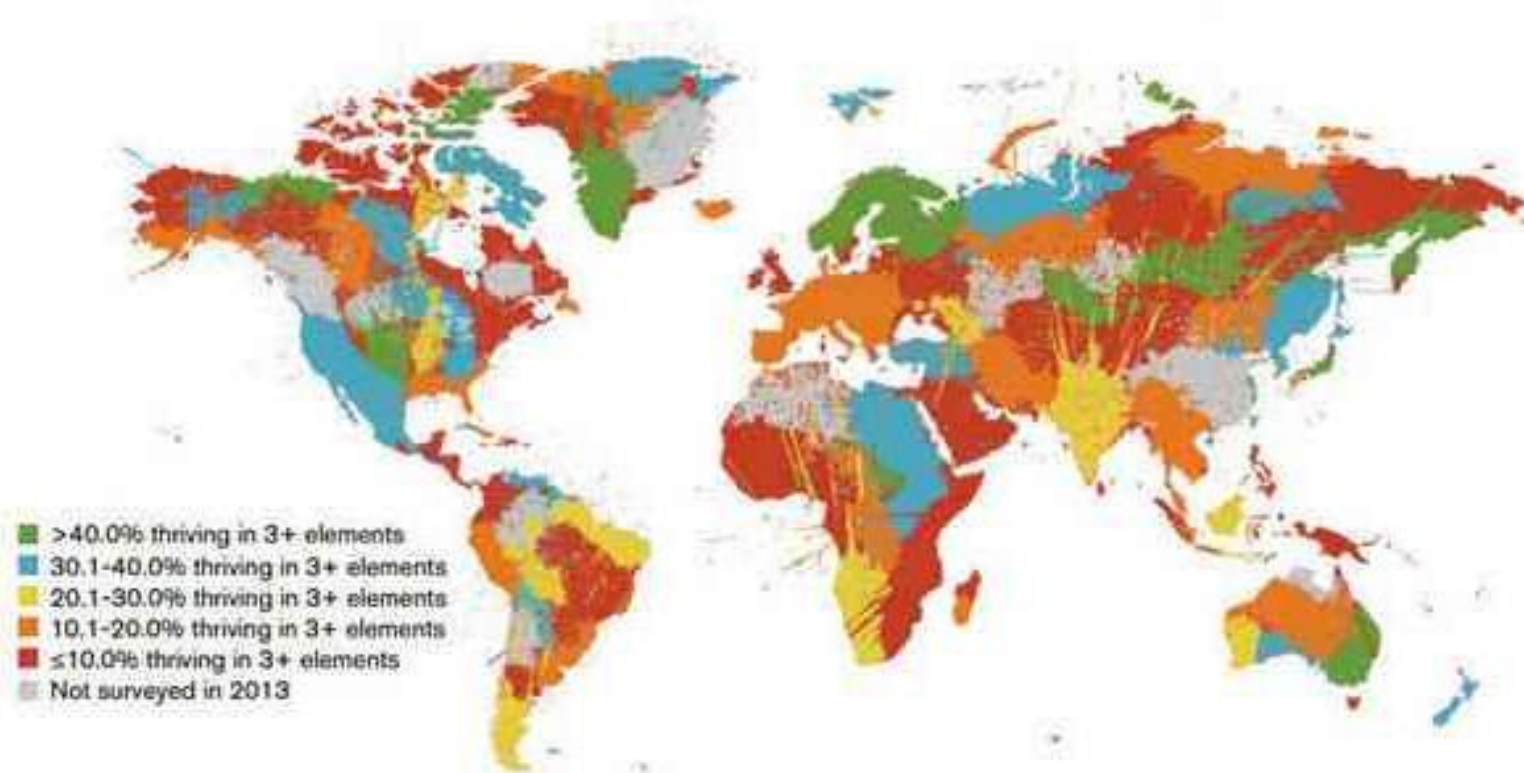 >40.0% thriving in 3+ elements
30.1-40.0% thriving in 3+ elements
20.1-30.0% thriving in 3+ elements
10.1-20.0% thriving in 3+ elements
≤10.0% thriving in 3+ elements
Not surveyed in 2013